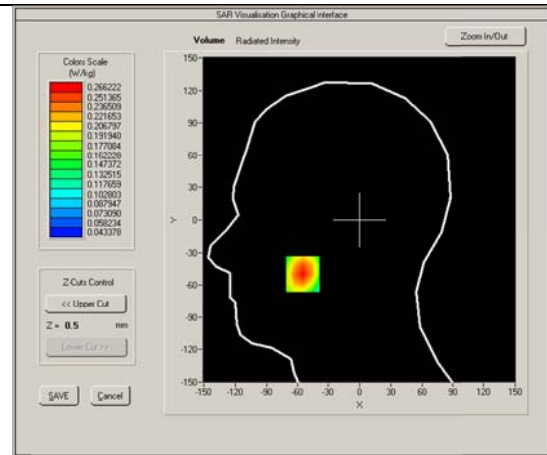 SAR Visualisation Graphical Interface
Volume Radiated Intensity
Zoom In/Out
Colors Scale
(W/kg)
0.266222
0.251365
0.236509
0.221653
0.206797
0.191940
0.177084
0.162228
0.147372
0.132515
0.117659
0.102803
0.087947
0.073090
0.058234
0.043378
Z-Cuts Control
<< Upper Cut
Z = 0.5 mm
Lower Cut >>
SAVE Cancel
150
120
90
60
30
0
-30
-60
-90
-120
-150
Y
-150 -120 -90 -60 -30 0 30 60 90 120 150
X